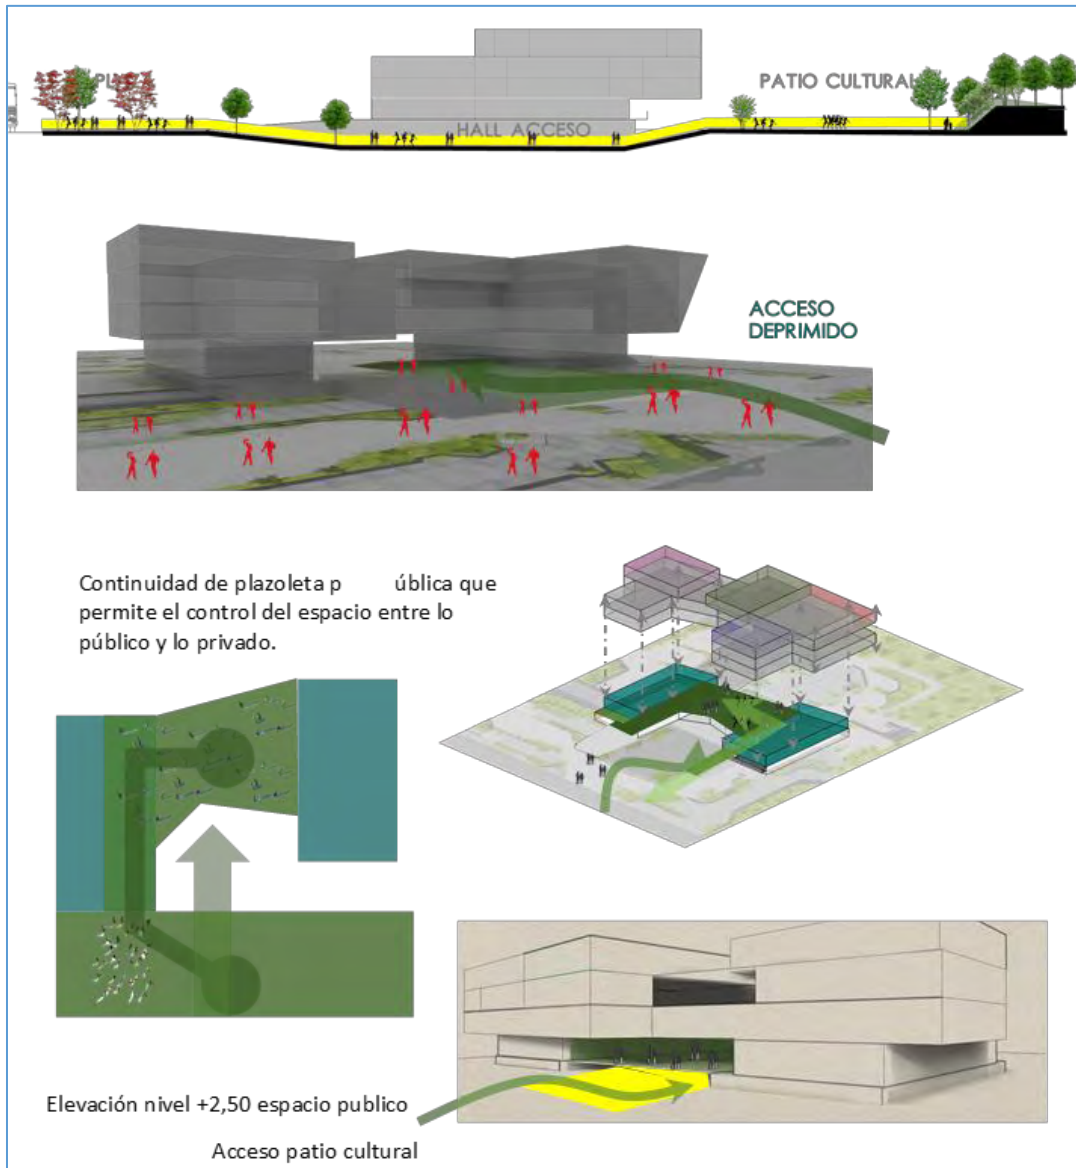 PATIO CULTURAL
HALL ACCESO
ACCESO
DEPRIMIDO
Continuidad de plazoleta p ública que
permite el control del espacio entre lo
público y lo privado.
Elevación nivel +2,50 espacio publico
Acceso patio cultural